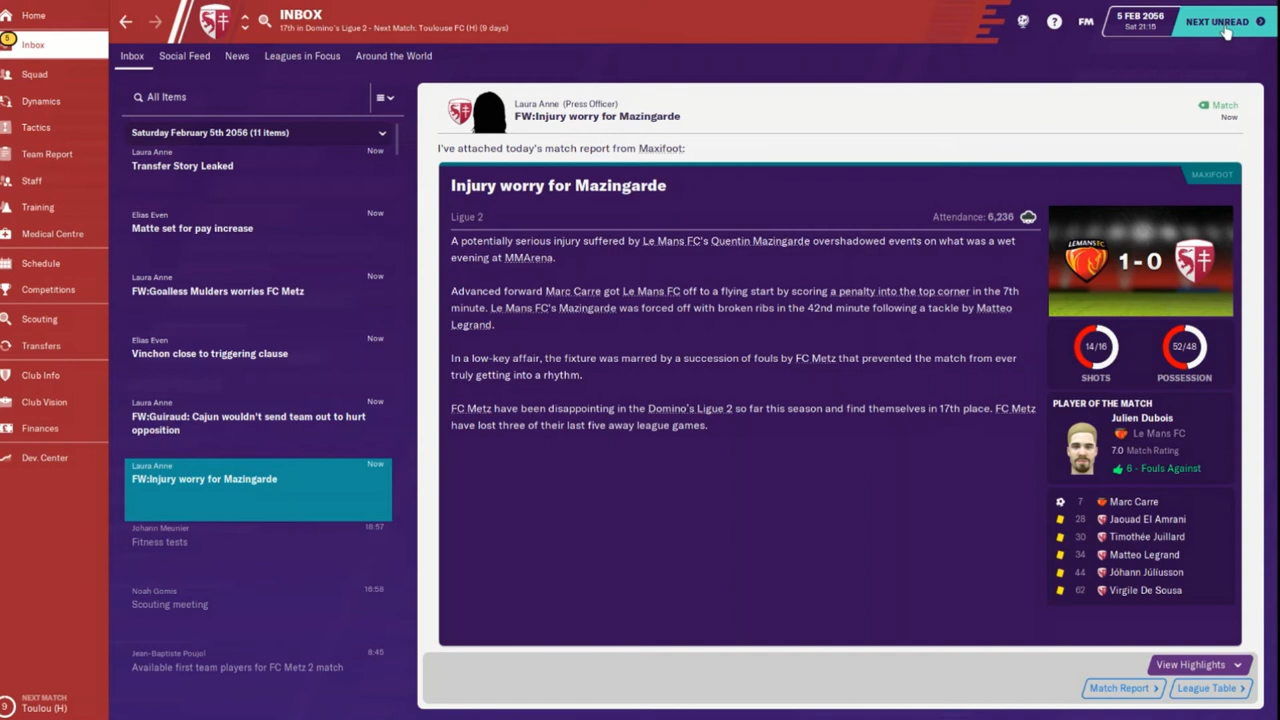 Home
5
Inbox
Squad
Dynamics
Tactics
Team Report
Staff
Training
Medical Centre
Schedule
Competitions
Scouting
Transfers
Club Info
Club Vision
Finances
Dev. Center
9
NEXT MATCH
Toulou (H)
INBOX
17th in Domino's Ligue 2 - Next Match: Toulouse FC (H) (9 days)
?
FM
5 FEB 2056
Sat 21:15
NEXT UNREAD
Inbox
Social Feed
News
Leagues in Focus
Around the World
All Items
Saturday February 5th 2056 (11 items)
Laura Anne
Now
Transfer Story Leaked
Elias Even
Now
Matte set for pay increase
Laura Anne
Now
FW:Goalless Mulders worries FC Metz
Elias Even
Now
Vinchon close to triggering clause
Laura Anne
Now
FW:Guiraud: Cajun wouldn't send team out to hurt
opposition
Laura Anne
Now
FW:Injury worry for Mazingarde
Johann Meunier
18:57
Fitness tests
Noah Gomis
16:58
Scouting meeting
Jean-Baptiste Poujol
8:45
Available first team players for FC Metz 2 match
Laura Anne (Press Officer)
FW:Injury worry for Mazingarde
Match
Now
I've attached today's match report from Maxifoot:
Injury worry for Mazingarde
MAXIFOOT
Ligue 2
Attendance: 6,236
A potentially serious injury suffered by Le Mans FC's Quentin Mazingarde overshadowed events on what was a wet
evening at MMArena.
Advanced forward Marc Carre got Le Mans FC off to a flying start by scoring a penalty into the top corner in the 7th
minute. Le Mans FC's Mazingarde was forced off with broken ribs in the 42nd minute following a tackle by Matteo
Legrand.
In a low-key affair, the fixture was marred by a succession of fouls by FC Metz that prevented the match from ever
truly getting into a rhythm.
FC Metz have been disappointing in the Domino's Ligue 2 so far this season and find themselves in 17th place. FC Metz
have lost three of their last five away league games.
LEMANSFC
1 - 0
14/16
SHOTS
52/48
POSSESSION
PLAYER OF THE MATCH
Julien Dubois
Le Mans FC
7.0 Match Rating
6 - Fouls Against
7 Marc Carre
28 Jaouad El Amrani
30 Timothée Juillard
34 Matteo Legrand
44 Jóhann Júlíusson
62 Virgile De Sousa
View Highlights
Match Report
League Table